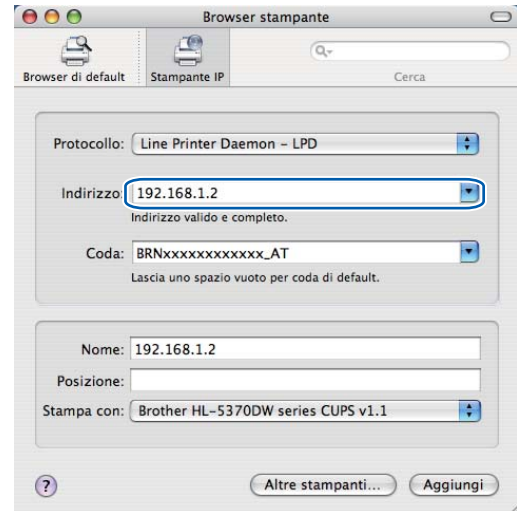 Browser stampante
Browser di default
Stampante IP
Q
Cerca
Protocollo: Line Printer Daemon – LPD
Indirizzo: 192.168.1.2
Indirizzo valido e completo.
Coda: BRNxxxxxxxxxxxx_AT
Lascia uno spazio vuoto per coda di default.
Nome: 192.168.1.2
Posizione:
Stampa con: Brother HL-5370DW series CUPS v1.1
?
Altre stampanti...
Aggiungi